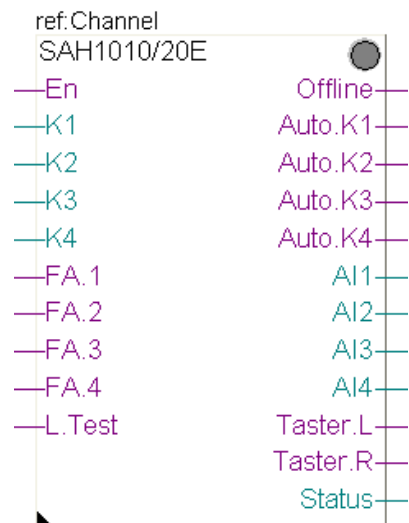 ref:Channel
SAH1010/20E
En Offline
K1 Auto.K1
K2 Auto.K2
K3 Auto.K3
K4 Auto.K4
FA.1 AI1
FA.2 AI2
FA.3 AI3
FA.4 AI4
L.Test Taster.L
Taster.R
Status